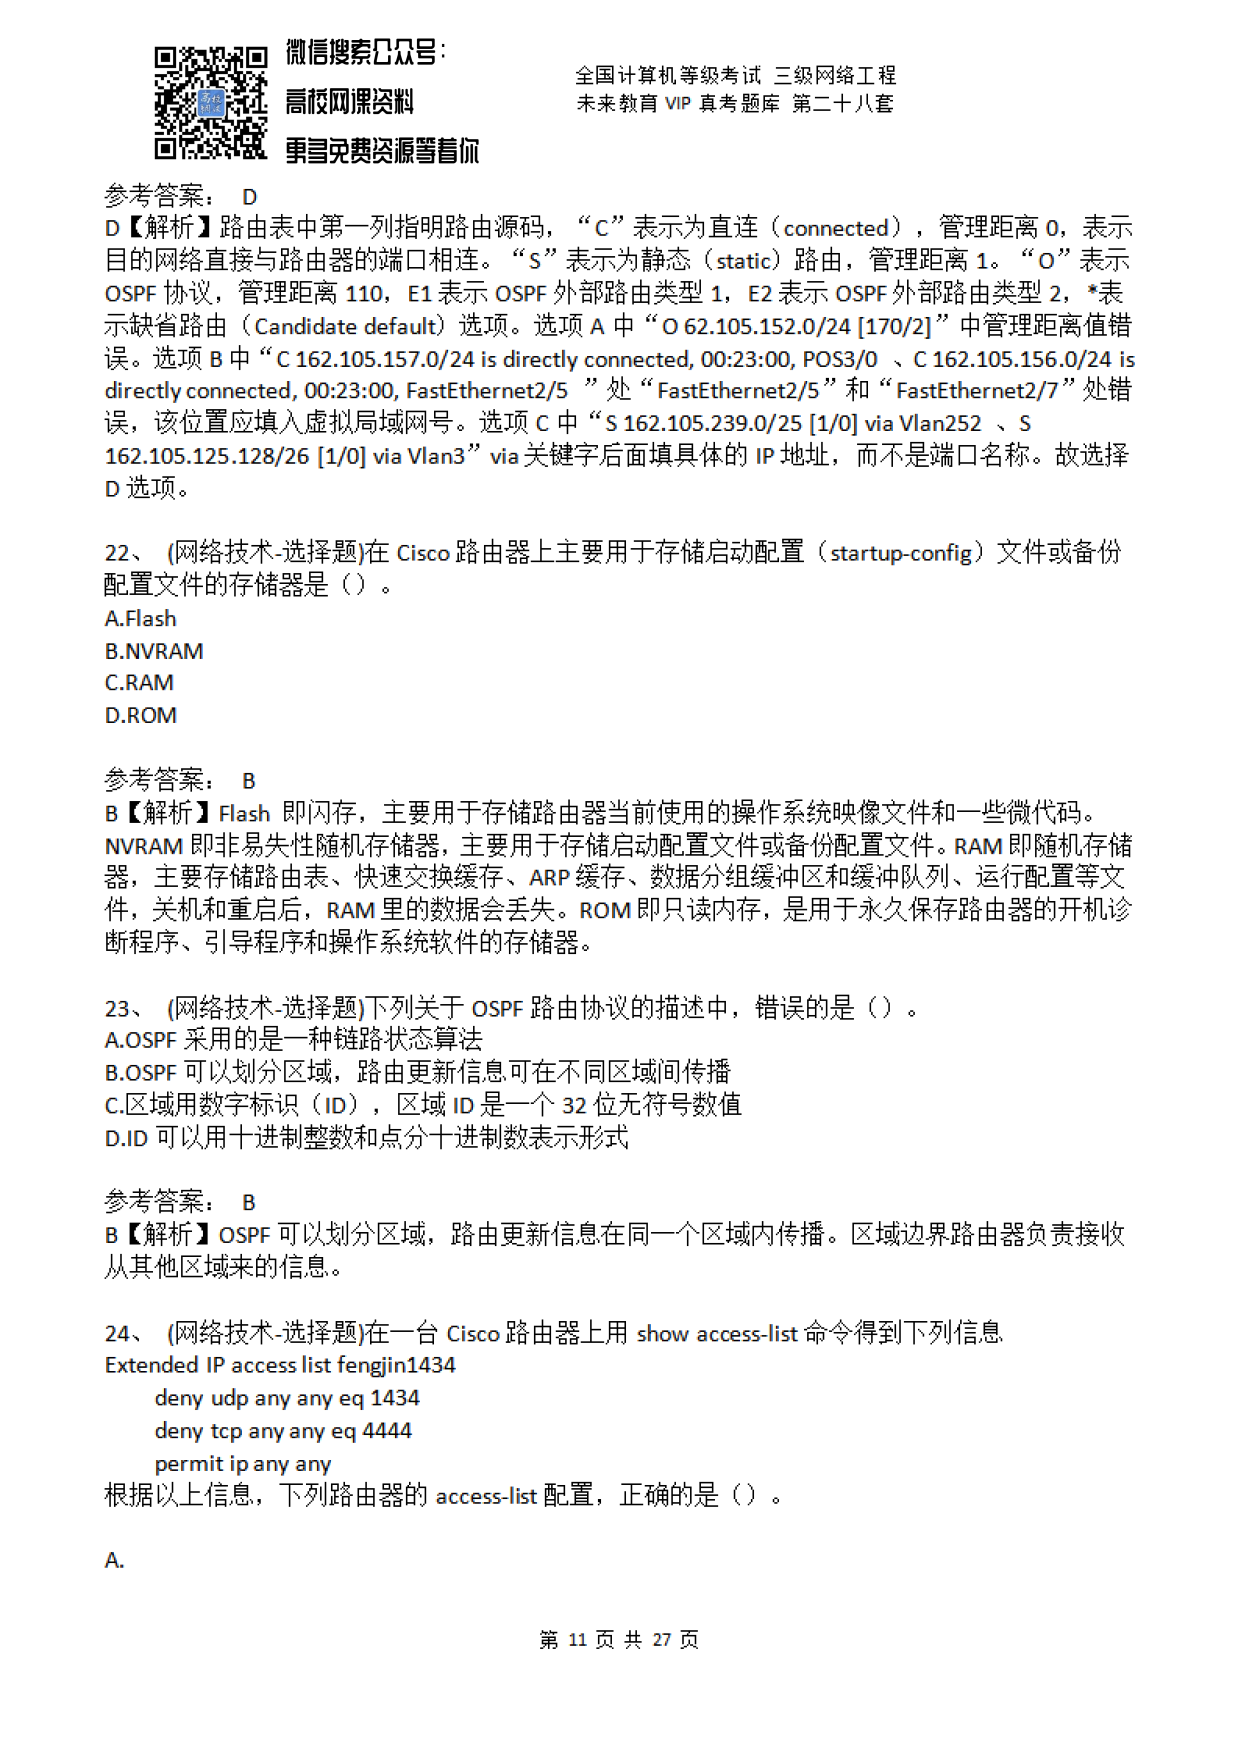 微信搜索公众号：
高校网课资料
更多免费资源等着你
全国计算机等级考试 三级网络工程
未来教育 VIP 真考题库 第二十八套
参考答案： D
D【解析】路由表中第一列指明路由源码，“C”表示为直连（connected），管理距离 0，表示
目的网络直接与路由器的端口相连。“S”表示为静态（static）路由，管理距离 1。“O”表示
OSPF 协议，管理距离 110，E1 表示 OSPF 外部路由类型 1，E2 表示 OSPF 外部路由类型 2，*表
示缺省路由（Candidate default）选项。选项 A 中“O 62.105.152.0/24 [170/2]”中管理距离值错
误。选项 B 中“C 162.105.157.0/24 is directly connected, 00:23:00, POS3/0 、C 162.105.156.0/24 is
directly connected, 00:23:00, FastEthernet2/5 ”处“FastEthernet2/5”和“FastEthernet2/7”处错
误，该位置应填入虚拟局域网号。选项 C 中“S 162.105.239.0/25 [1/0] via Vlan252 、S
162.105.125.128/26 [1/0] via Vlan3”via 关键字后面填具体的 IP 地址，而不是端口名称。故选择
D 选项。
22、 (网络技术-选择题)在 Cisco 路由器上主要用于存储启动配置（startup-config）文件或备份
配置文件的存储器是（）。
A.Flash
B.NVRAM
C.RAM
D.ROM
参考答案： B
B【解析】Flash 即闪存，主要用于存储路由器当前使用的操作系统映像文件和一些微代码。
NVRAM 即非易失性随机存储器，主要用于存储启动配置文件或备份配置文件。RAM 即随机存储
器，主要存储路由表、快速交换缓存、ARP 缓存、数据分组缓冲区和缓冲队列、运行配置等文
件，关机和重启后，RAM 里的数据会丢失。ROM 即只读内存，是用于永久保存路由器的开机诊
断程序、引导程序和操作系统软件的存储器。
23、 (网络技术-选择题)下列关于 OSPF 路由协议的描述中，错误的是（）。
A.OSPF 采用的是一种链路状态算法
B.OSPF 可以划分区域，路由更新信息可在不同区域间传播
C.区域用数字标识（ID），区域 ID 是一个 32 位无符号数值
D.ID 可以用十进制整数和点分十进制数表示形式
参考答案： B
B【解析】OSPF 可以划分区域，路由更新信息在同一个区域内传播。区域边界路由器负责接收
从其他区域来的信息。
24、 (网络技术-选择题)在一台 Cisco 路由器上用 show access-list 命令得到下列信息
Extended IP access list fengjin1434
deny udp any any eq 1434
deny tcp any any eq 4444
permit ip any any
根据以上信息，下列路由器的 access-list 配置，正确的是（）。
A.
第 11 页 共 27 页